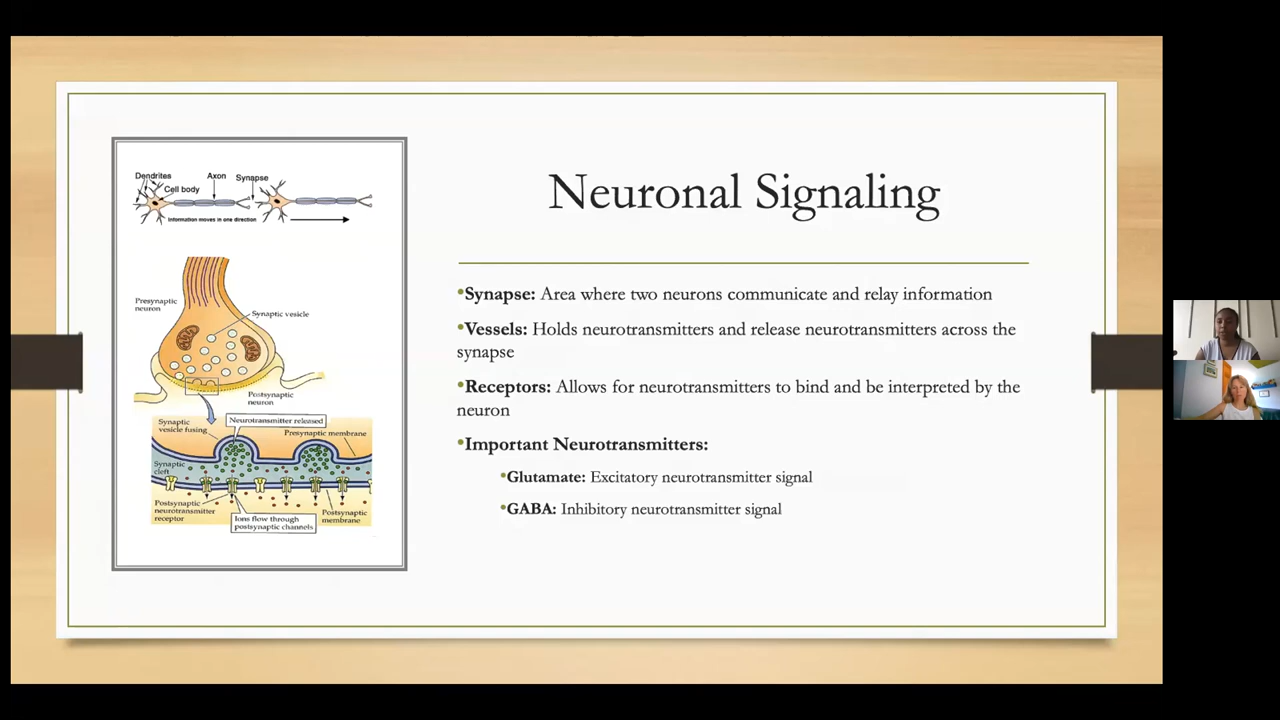 Dendrites
Axon
Synapse
Cell body
Information moves in one direction
Presynaptic
neuron
Synaptic vesicle
Postsynaptic
neuron
Synaptic
vesicle fusing
Neurotransmitter released
Presynaptic membrane
Synaptic
cleft
Postsynaptic
neurotransmitter
receptor
Ions flow through
postsynaptic channels
Postsynaptic
membrane
Neuronal Signaling
•Synapse: Area where two neurons communicate and relay information
•Vessels: Holds neurotransmitters and release neurotransmitters across the
synapse
•Receptors: Allows for neurotransmitters to bind and be interpreted by the
neuron
•Important Neurotransmitters:
•Glutamate: Excitatory neurotransmitter signal
•GABA: Inhibitory neurotransmitter signal